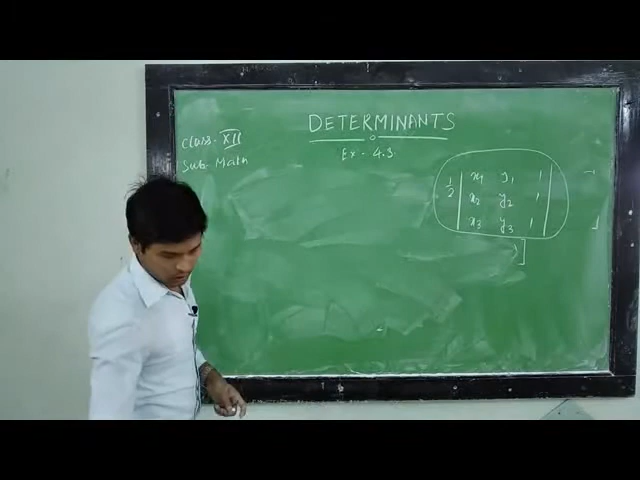 DETERMINANTS
Class - XII
Sub - Math
Ex - 4.3
1/2 | x1 y1 1 |
| x2 y2 1 |
| x3 y3 1 |